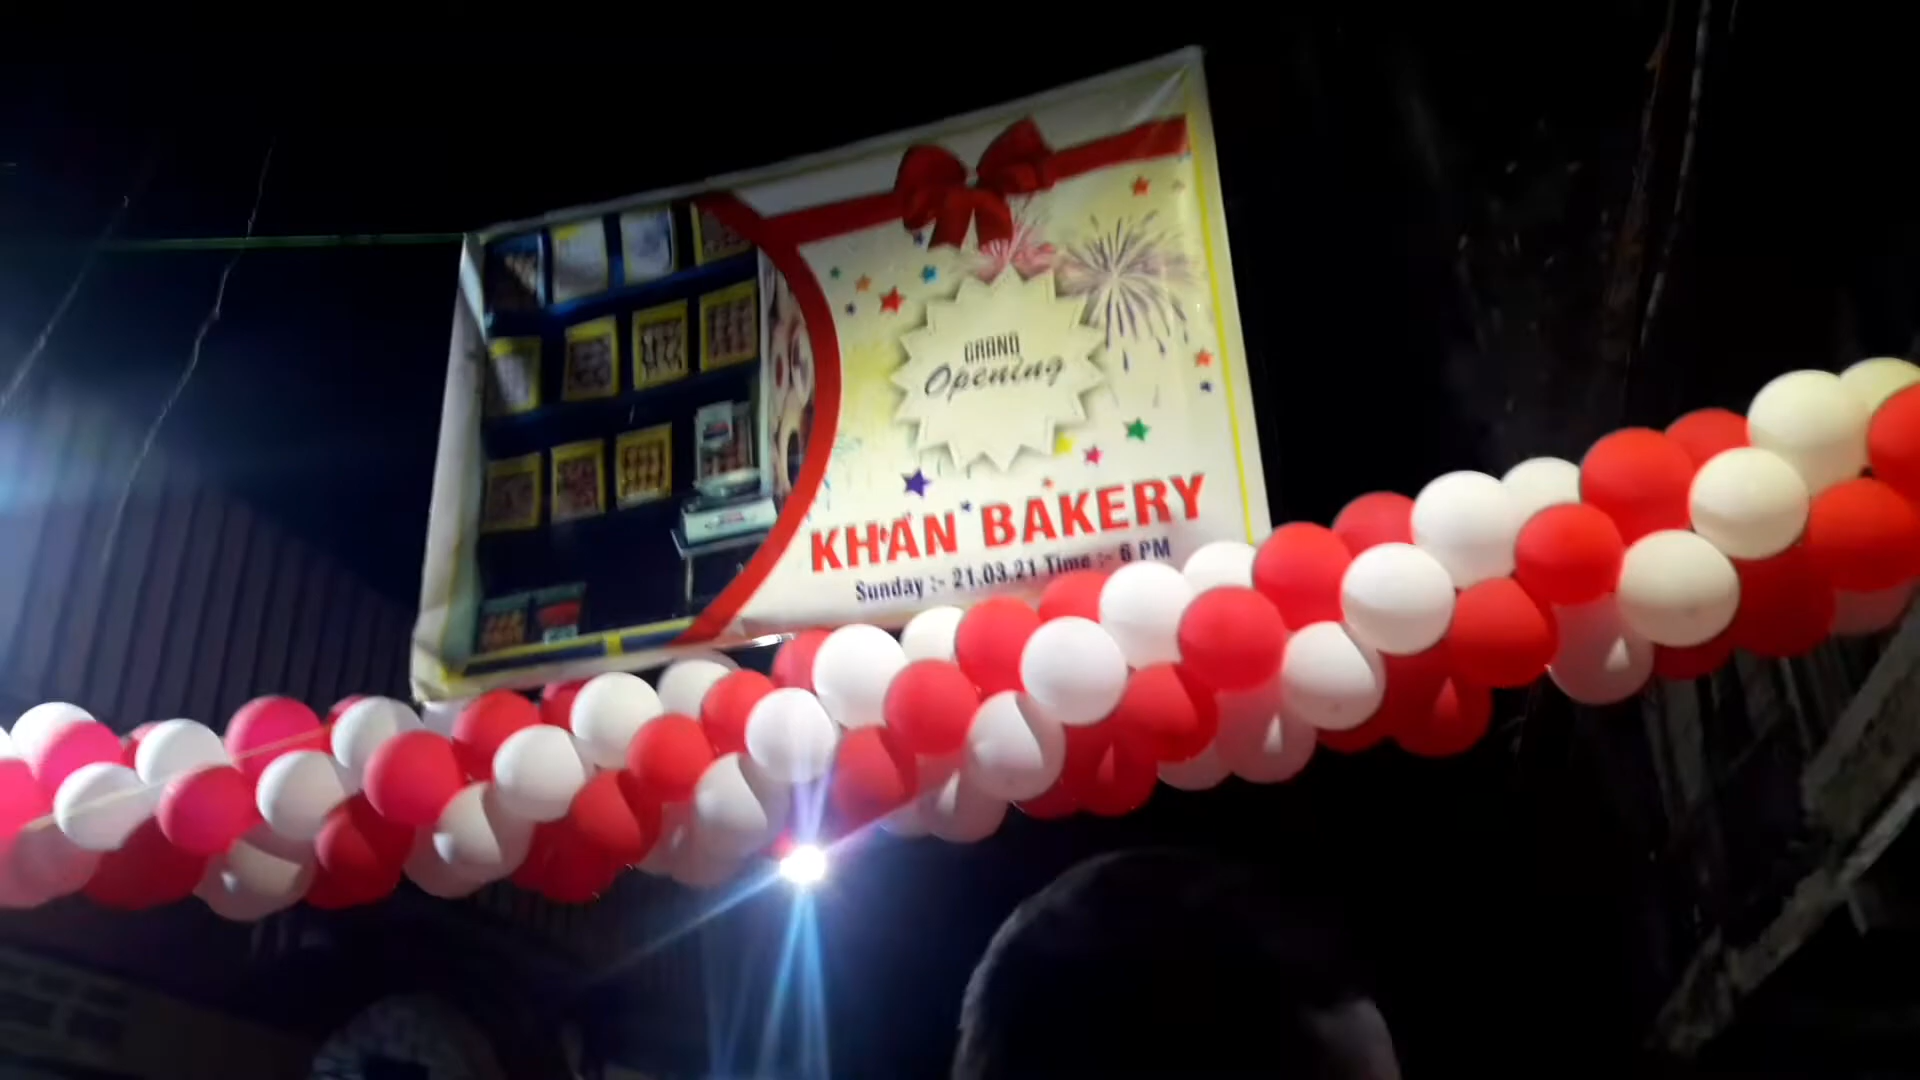 GRAND
Opening
KHAN BAKERY
Sunday :- 21.03.21 Time :- 6 PM